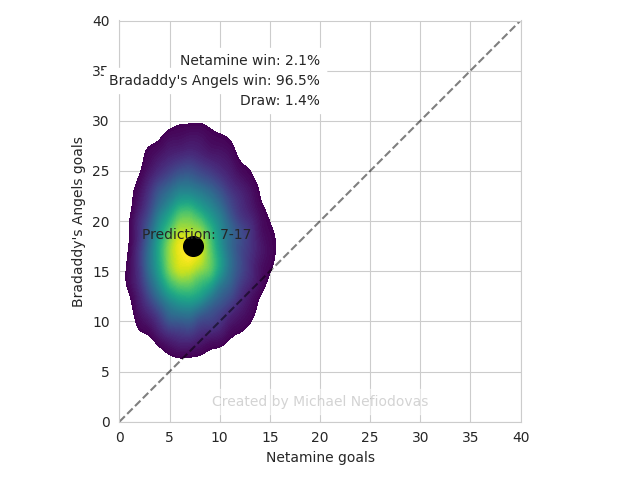 40
Netamine win: 2.1%
35
Bradaddy's Angels win: 96.5%
Draw: 1.4%
30
25
20
Prediction: 7-17
15
10
5
0
Bradaddy's Angels goals
Created by Michael Nefiodovas
0 5 10 15 20 25 30 35 40
Netamine goals